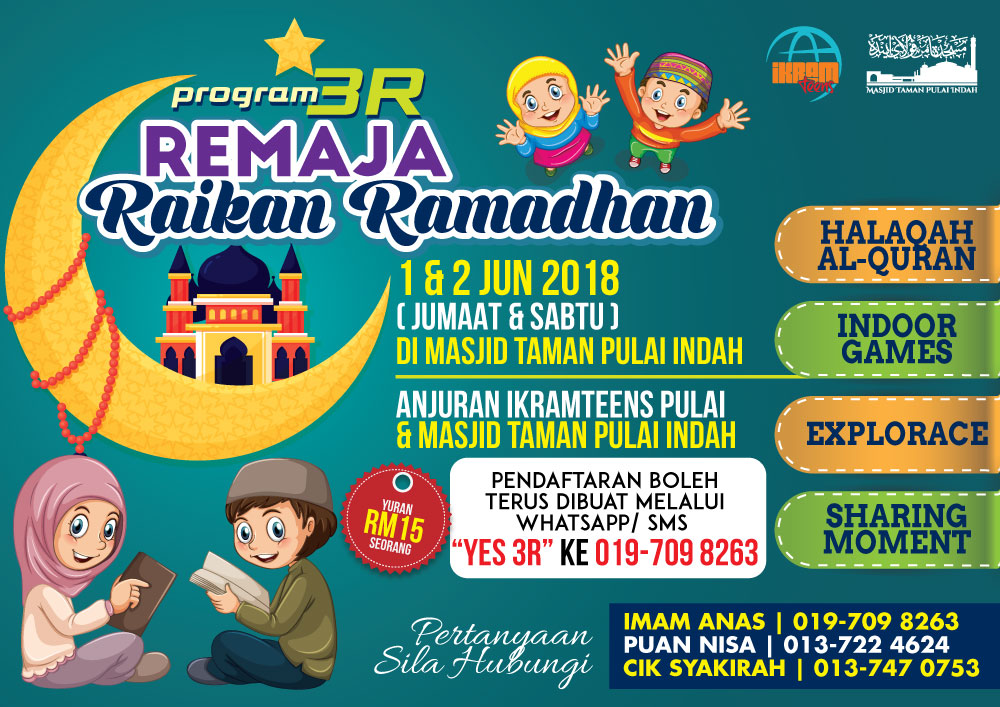 program 3R
REMAJA
Raikan Ramadhan
ikram
teens
MASJID TAMAN PULAI INDAH
1 & 2 JUN 2018
( JUMAAT & SABTU )
DI MASJID TAMAN PULAI INDAH
ANJURAN IKRAMTEENS PULAI
& MASJID TAMAN PULAI INDAH
HALAQAH
AL-QURAN
INDOOR
GAMES
EXPLORACE
SHARING
MOMENT
YURAN
RM15
SEORANG
PENDAFTARAN BOLEH
TERUS DIBUAT MELALUI
WHATSAPP/ SMS
“YES 3R” KE 019-709 8263
Pertanyaan
Sila Hubungi
IMAM ANAS | 019-709 8263
PUAN NISA | 013-722 4624
CIK SYAKIRAH | 013-747 0753